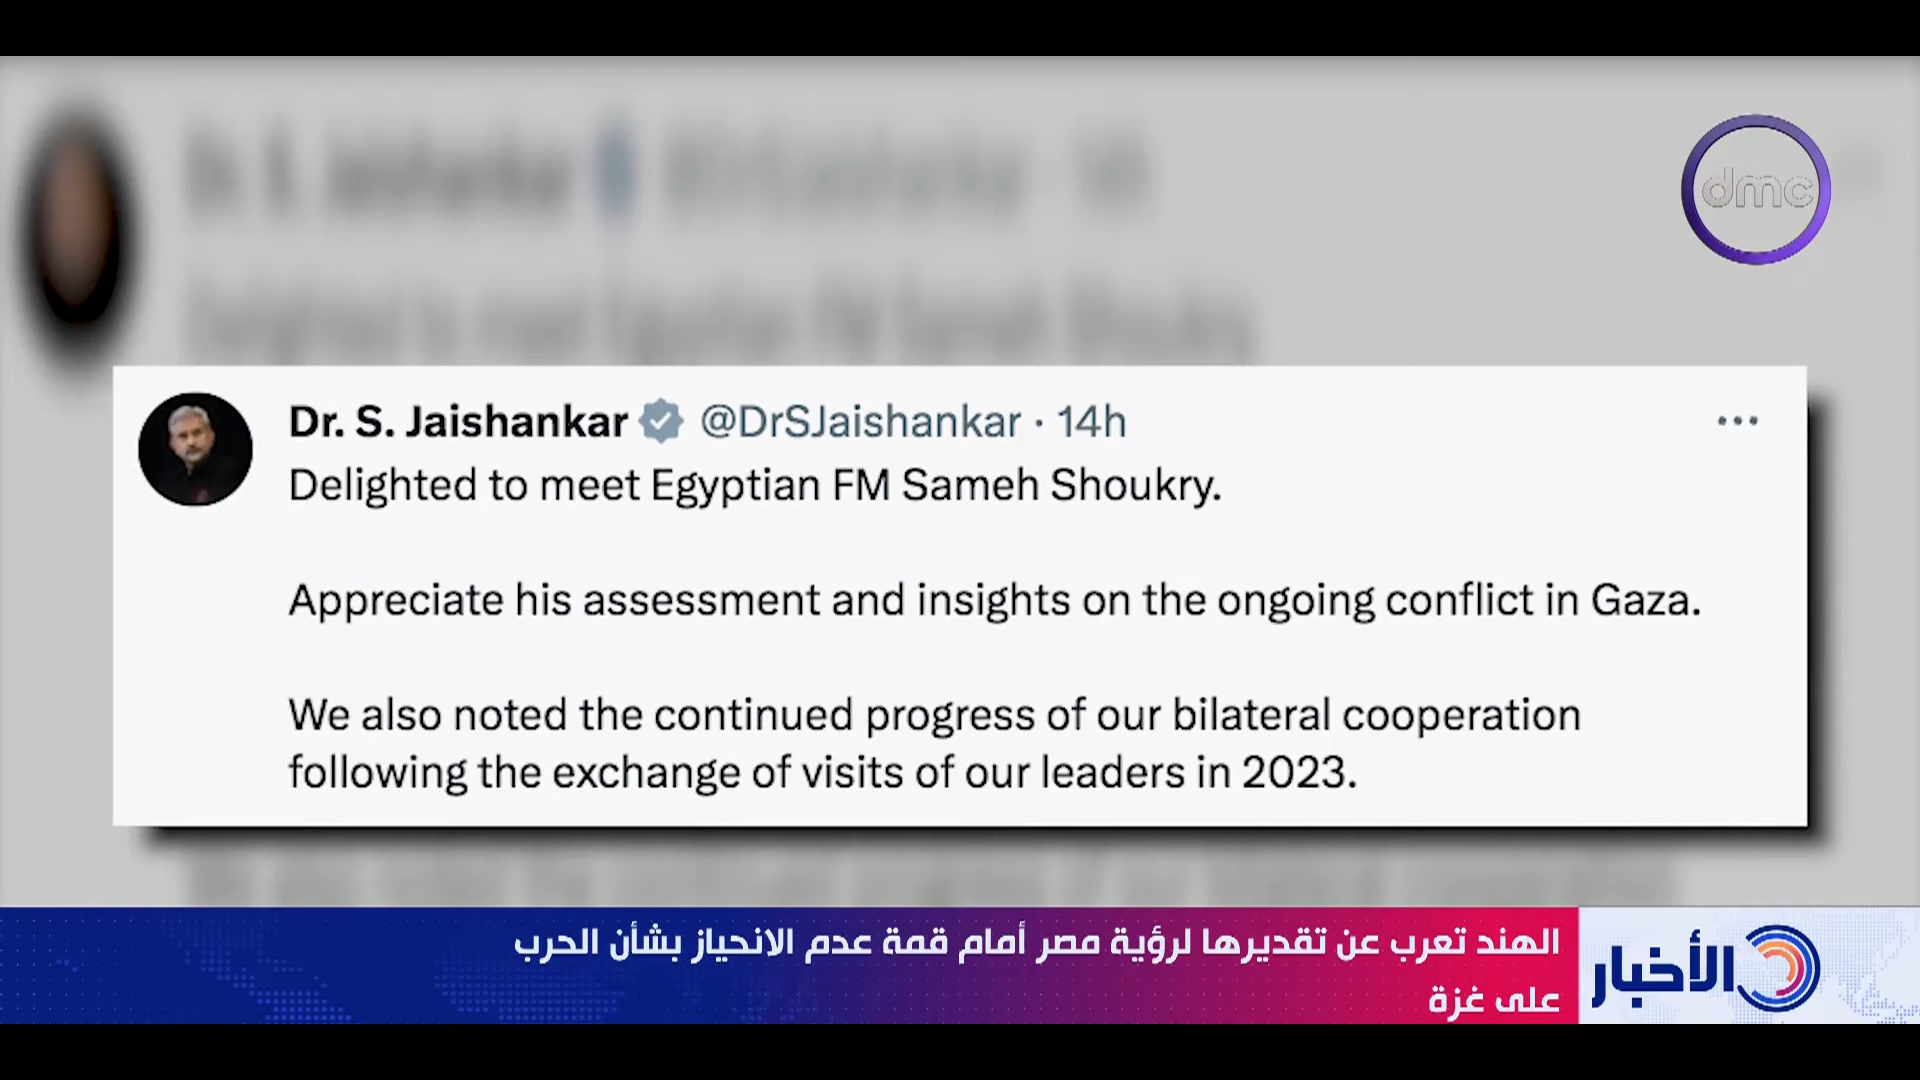 dmc
Dr. S. Jaishankar @DrSJaishankar · 14h
Delighted to meet Egyptian FM Sameh Shoukry.
Appreciate his assessment and insights on the ongoing conflict in Gaza.
We also noted the continued progress of our bilateral cooperation
following the exchange of visits of our leaders in 2023.
الهند تعرب عن تقديرها لرؤية مصر أمام قمة عدم الانحياز بشأن الحرب
على غزة
الأخبار